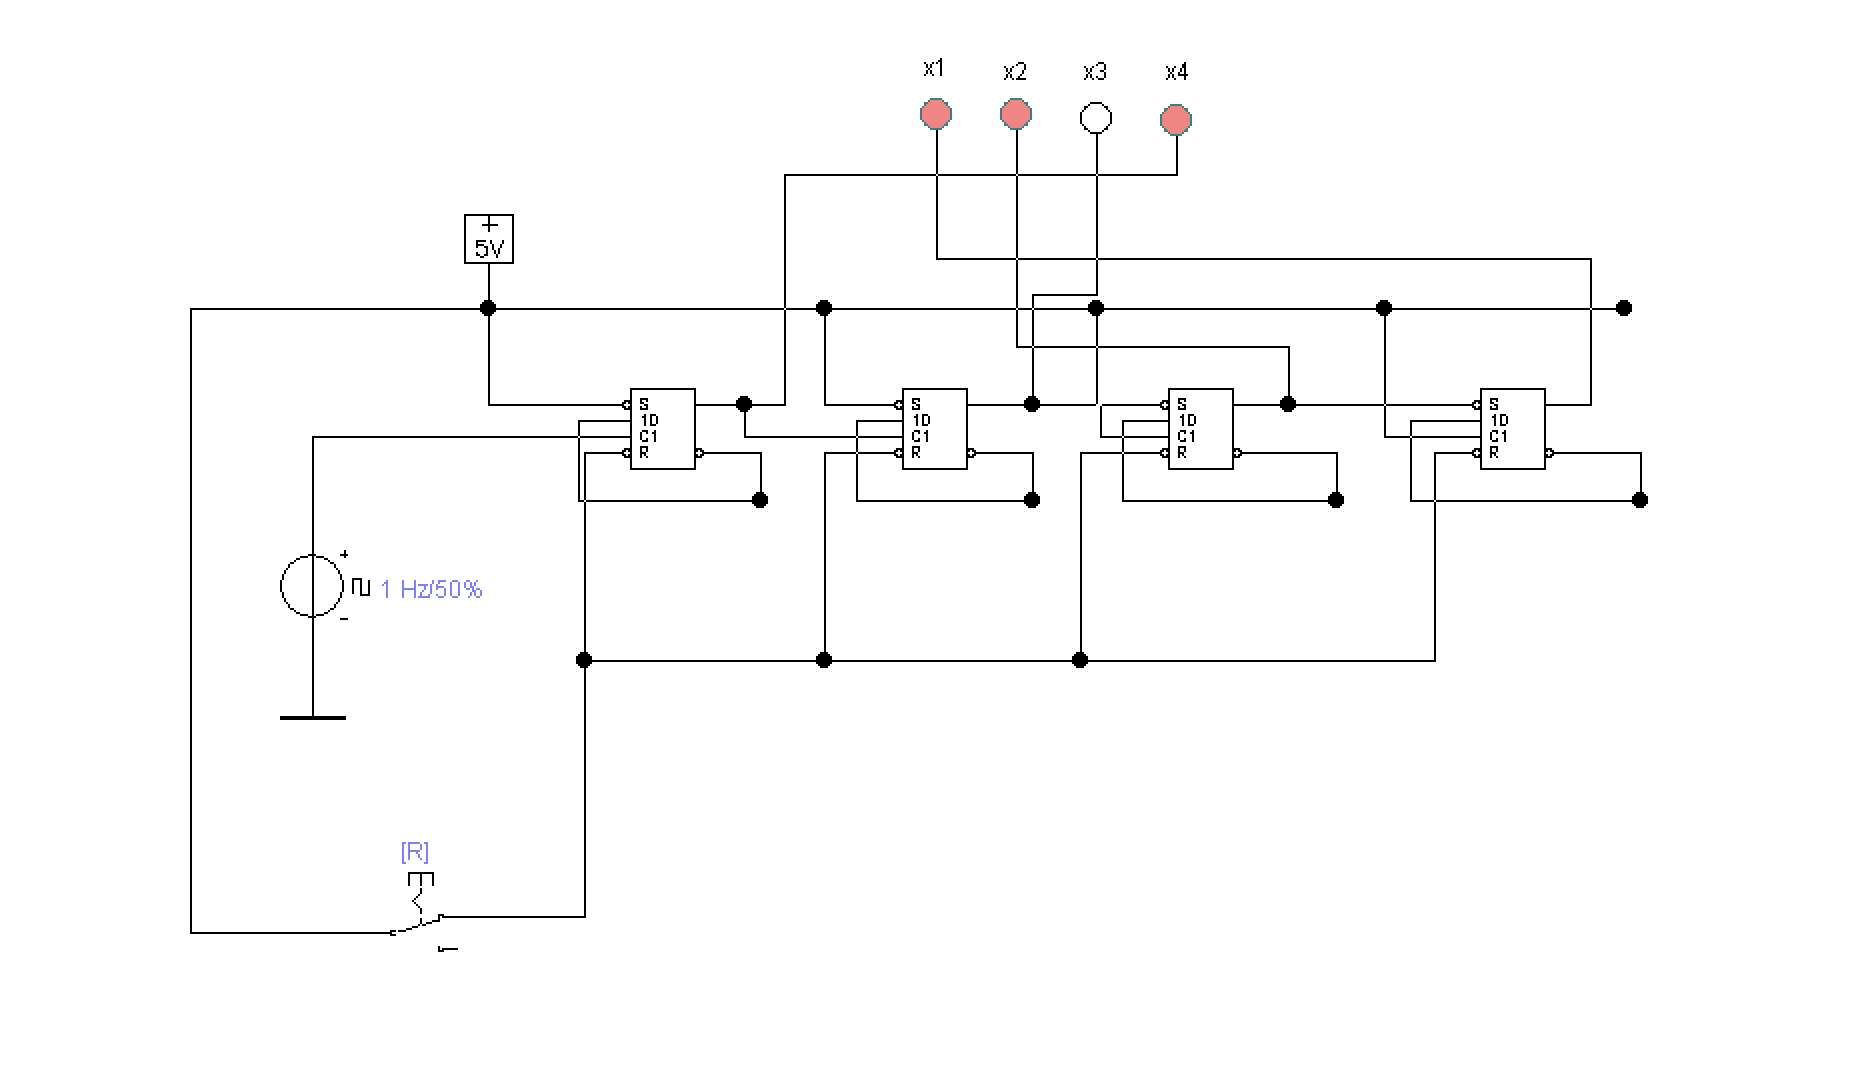 x1 x2 x3 x4
+
5V
S S S S
1D 1D 1D 1D
C1 C1 C1 C1
R R R R
+
1 Hz/50%
−
[R]